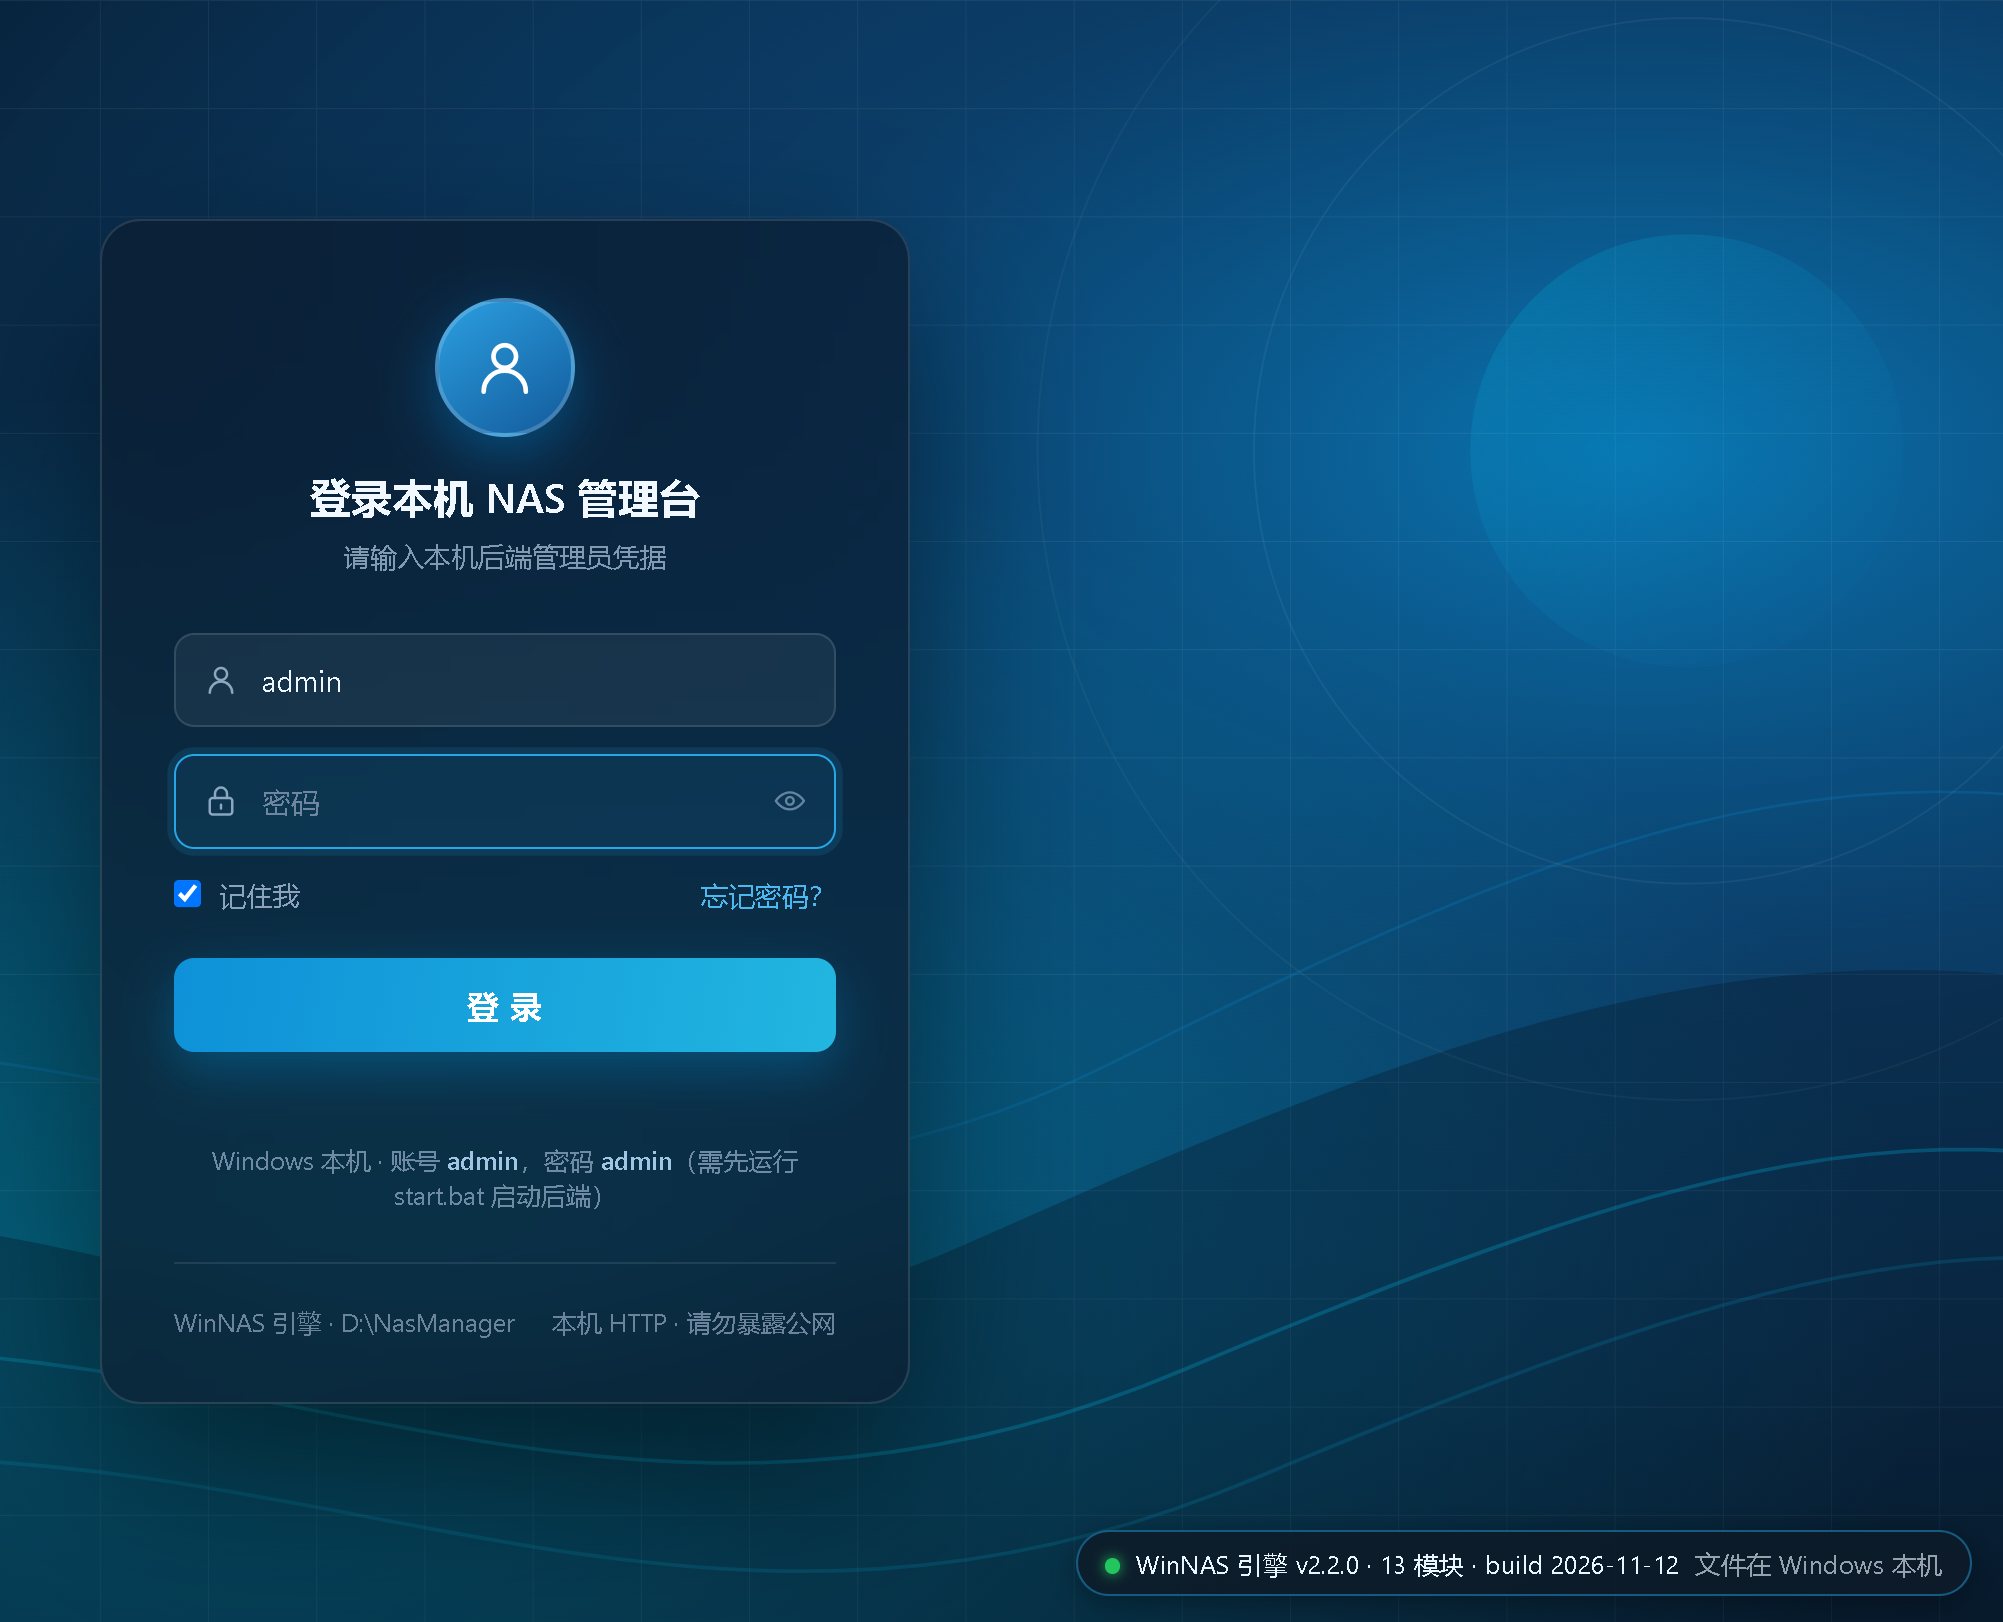 登录本机 NAS 管理台
请输入本机后端管理员凭据
admin
密码
记住我
忘记密码?
登 录
Windows 本机 · 账号 admin，密码 admin（需先运行
start.bat 启动后端）
WinNAS 引擎 · D:\NasManager
本机 HTTP · 请勿暴露公网
WinNAS 引擎 v2.2.0 · 13 模块 · build 2026-11-12 文件在 Windows 本机